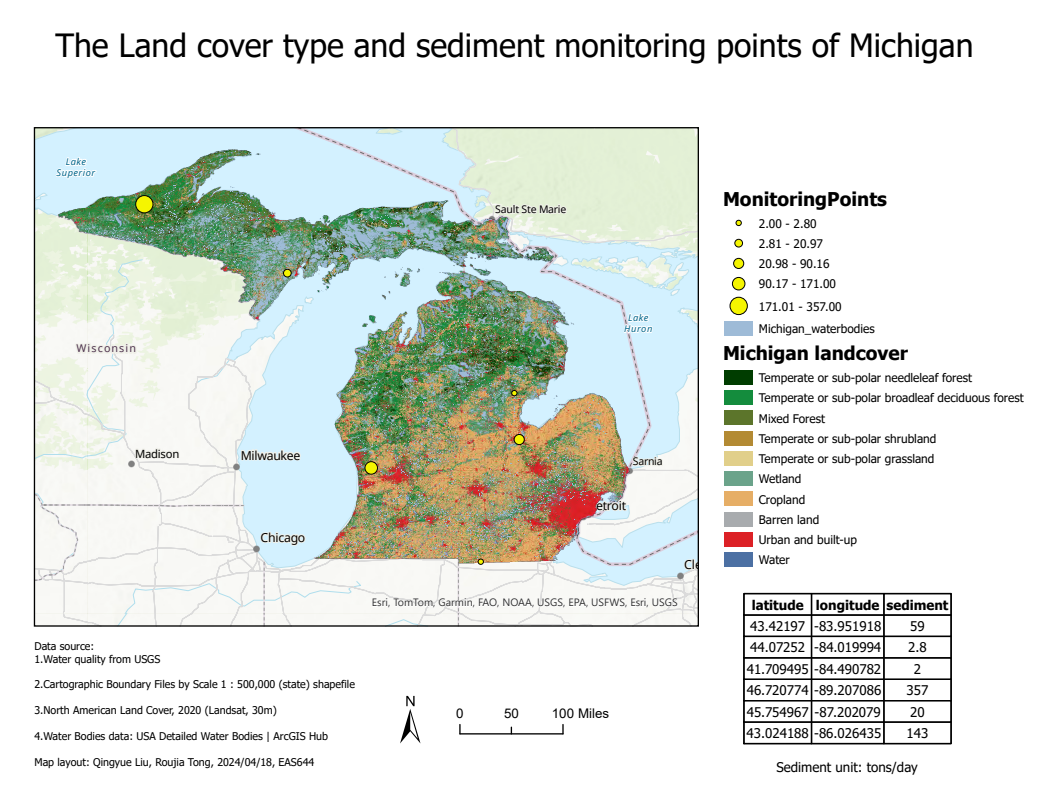 The Land cover type and sediment monitoring points of Michigan
Lake
Superior
Sault Ste Marie
Lake
Huron
Wisconsin
Madison
Milwaukee
Sarnia
etroit
Chicago
Cle
Esri, TomTom, Garmin, FAO, NOAA, USGS, EPA, USFWS, Esri, USGS
MonitoringPoints
2.00 - 2.80
2.81 - 20.97
20.98 - 90.16
90.17 - 171.00
171.01 - 357.00
Michigan_waterbodies
Michigan landcover
Temperate or sub-polar needleleaf forest
Temperate or sub-polar broadleaf deciduous forest
Mixed Forest
Temperate or sub-polar shrubland
Temperate or sub-polar grassland
Wetland
Cropland
Barren land
Urban and built-up
Water
latitude longitude sediment
43.42197 -83.951918 59
44.07252 -84.019994 2.8
41.709495 -84.490782 2
46.720774 -89.207086 357
45.754967 -87.202079 20
43.024188 -86.026435 143
Sediment unit: tons/day
Data source:
1.Water quality from USGS
2.Cartographic Boundary Files by Scale 1 : 500,000 (state) shapefile
3.North American Land Cover, 2020 (Landsat, 30m)
4.Water Bodies data: USA Detailed Water Bodies | ArcGIS Hub
Map layout: Qingyue Liu, Roujia Tong, 2024/04/18, EAS644
N
0 50 100 Miles